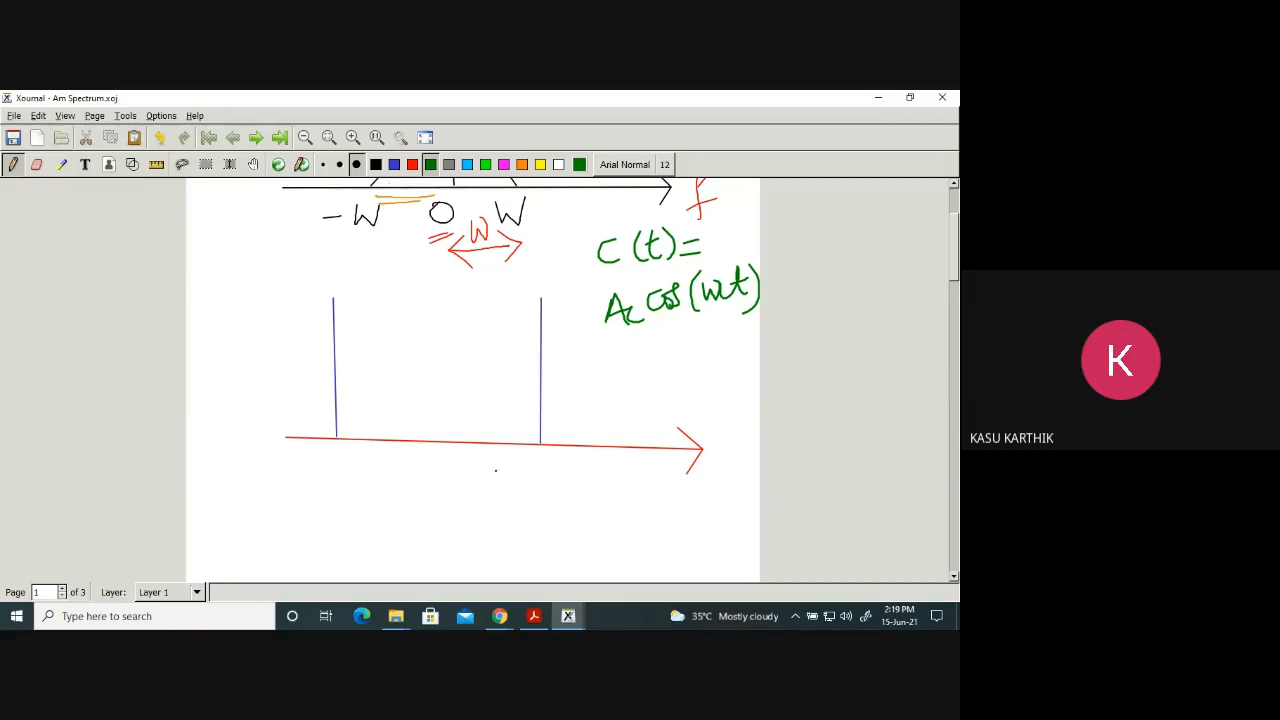 Xournal - Am Spectrum.xoj
File Edit View Page Tools Options Help
T Arial Normal 12
f
-W 0 W
W
C(t)=
Ac cos(wt)
K
KASU KARTHIK
Page 1 of 3 Layer: Layer 1
Type here to search
35°C Mostly cloudy
2:19 PM
15-Jun-21